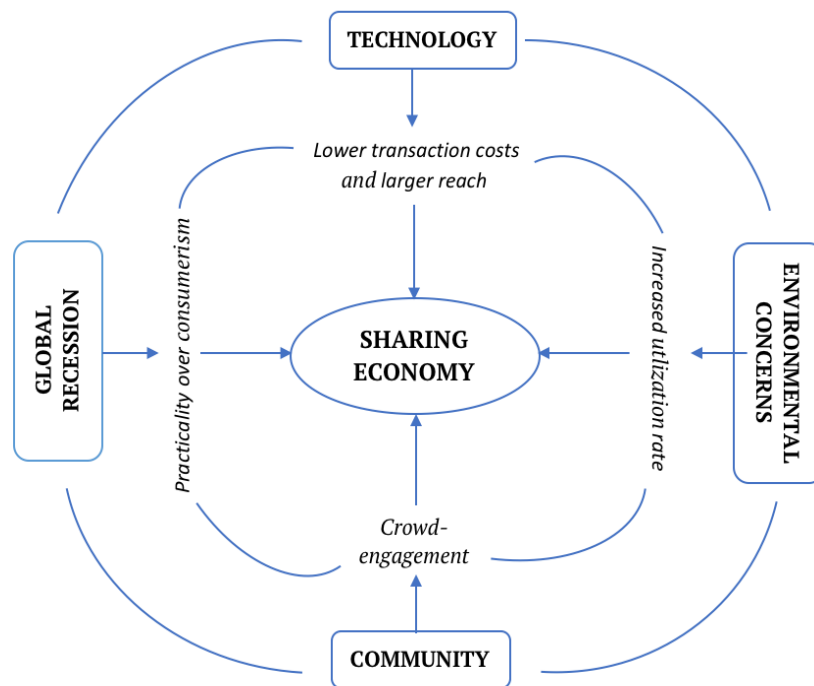 TECHNOLOGY
Lower transaction costs
and larger reach
GLOBAL
RECESSION
Practicality over consumerism
SHARING
ECONOMY
Increased utlization rate
ENVIRONMENTAL
CONCERNS
Crowd-
engagement
COMMUNITY